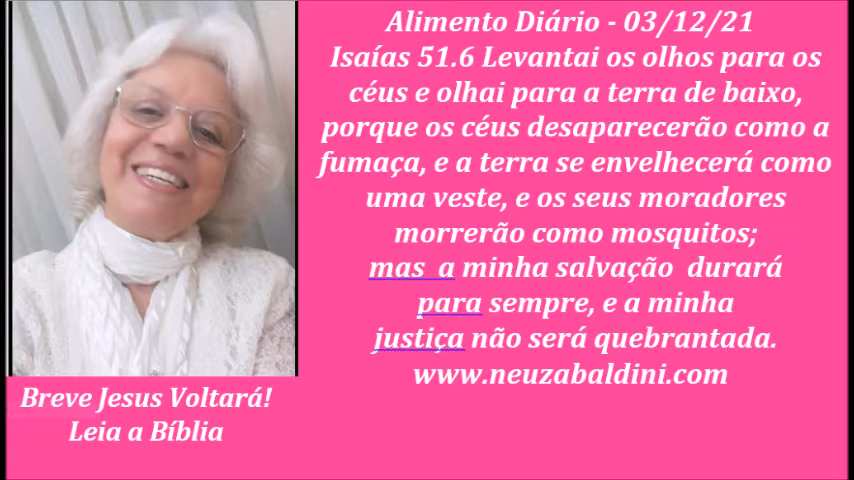 Alimento Diário - 03/12/21
Isaías 51.6 Levantai os olhos para os
céus e olhai para a terra de baixo,
porque os céus desaparecerão como a
fumaça, e a terra se envelhecerá como
uma veste, e os seus moradores
morrerão como mosquitos;
mas a minha salvação durará
para sempre, e a minha
justiça não será quebrantada.
www.neuzabaldini.com
Breve Jesus Voltará!
Leia a Bíblia